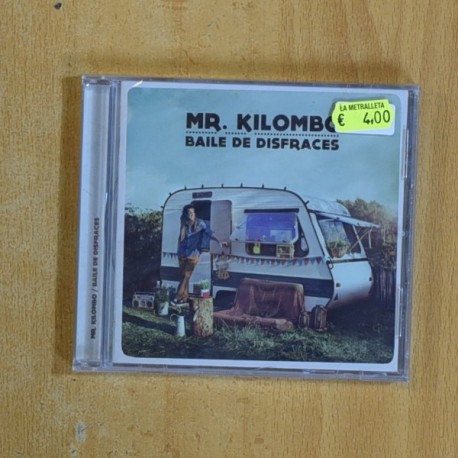 MR. KILOMBO
BAILE DE DISFRACES
LA METRALLETA
€ 4,00
MR. KILOMBO / BAILE DE DISFRACES